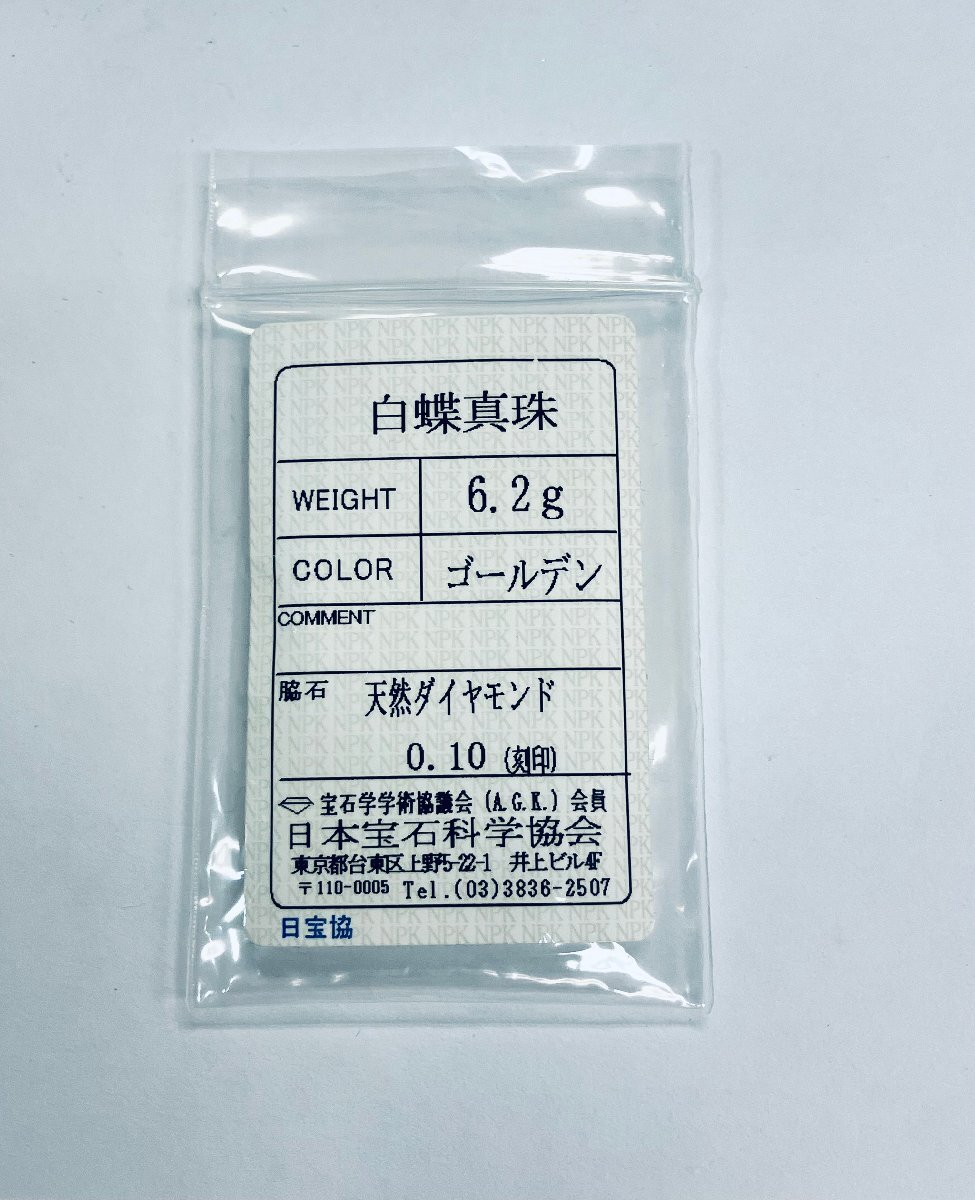 白蝶真珠
WEIGHT 6.2g
COLOR ゴールデン
COMMENT
脇石 天然ダイヤモンド
0.10 (刻印)
宝石学学術協議会 (A.G.K.) 会員
日本宝石科学協会
東京都台東区上野5-22-1 井上ビル4F
〒110-0005 Tel.(03)3836-2507
日宝協